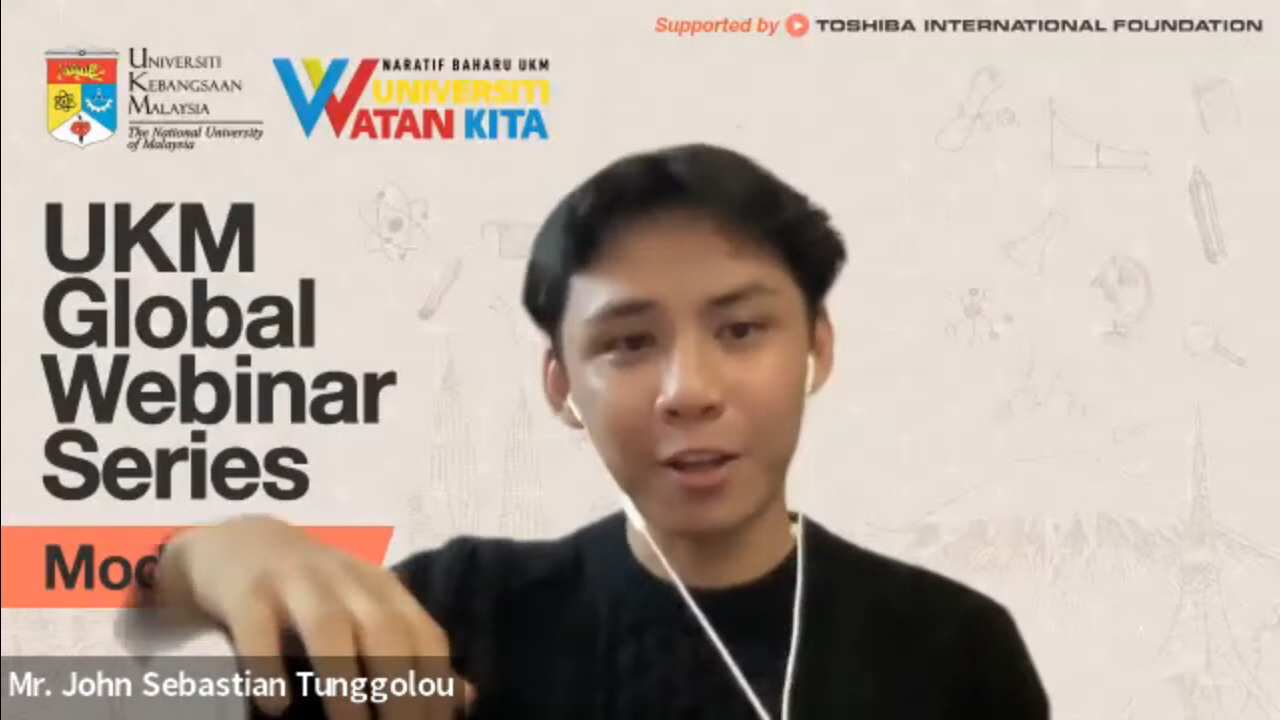 Supported by TOSHIBA INTERNATIONAL FOUNDATION
UNIVERSITI
KEBANGSAAN
MALAYSIA
The National University
of Malaysia
NARATIF BAHARU UKM
UNIVERSITI
WATAN KITA
UKM
Global
Webinar
Series
Mod
Mr. John Sebastian Tunggolou